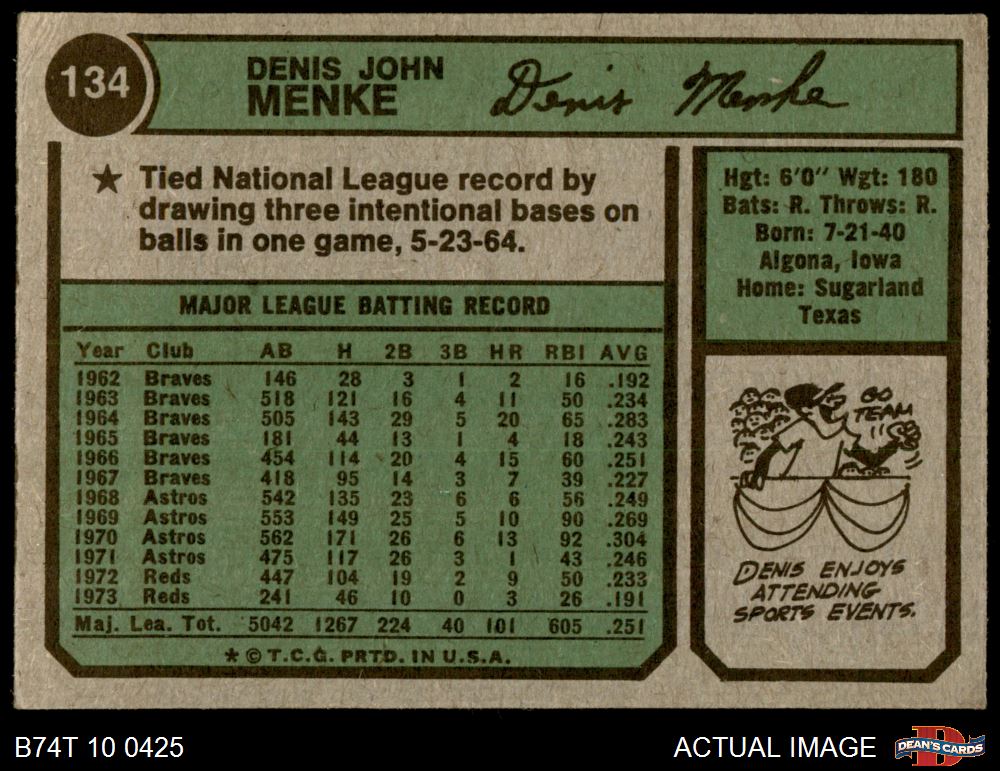 134
DENIS JOHN
MENKE
Denis Menke
★ Tied National League record by
drawing three intentional bases on
balls in one game, 5-23-64.
MAJOR LEAGUE BATTING RECORD
Year Club AB H 2B 3B HR RBI AVG
1962 Braves 146 28 3 1 2 16 .192
1963 Braves 518 121 16 4 11 50 .234
1964 Braves 505 143 29 5 20 65 .283
1965 Braves 181 44 13 1 4 18 .243
1966 Braves 454 114 20 4 15 60 .251
1967 Braves 418 95 14 3 7 39 .227
1968 Astros 542 135 23 6 6 56 .249
1969 Astros 553 149 25 5 10 90 .269
1970 Astros 562 171 26 6 13 92 .304
1971 Astros 475 117 26 3 1 43 .246
1972 Reds 447 104 19 2 9 50 .233
1973 Reds 241 46 10 0 3 26 .191
Maj. Lea. Tot. 5042 1267 224 40 101 605 .251
★ © T.C.G. PRTD. IN U.S.A.
Hgt: 6'0" Wgt: 180
Bats: R. Throws: R.
Born: 7-21-40
Algona, Iowa
Home: Sugarland
Texas
GO
TEAM
DENIS ENJOYS
ATTENDING
SPORTS EVENTS.
B74T 10 0425
ACTUAL IMAGE
DEAN'S CARDS